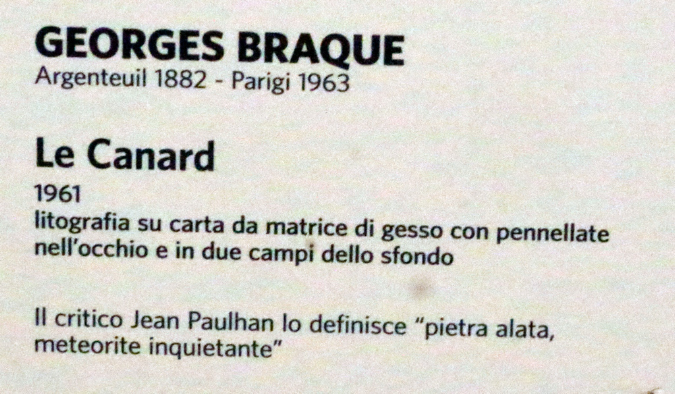 GEORGES BRAQUE
Argenteuil 1882 - Parigi 1963
Le Canard
1961
litografia su carta da matrice di gesso con pennellate
nell'occhio e in due campi dello sfondo
Il critico Jean Paulhan lo definisce "pietra alata,
meteorite inquietante"